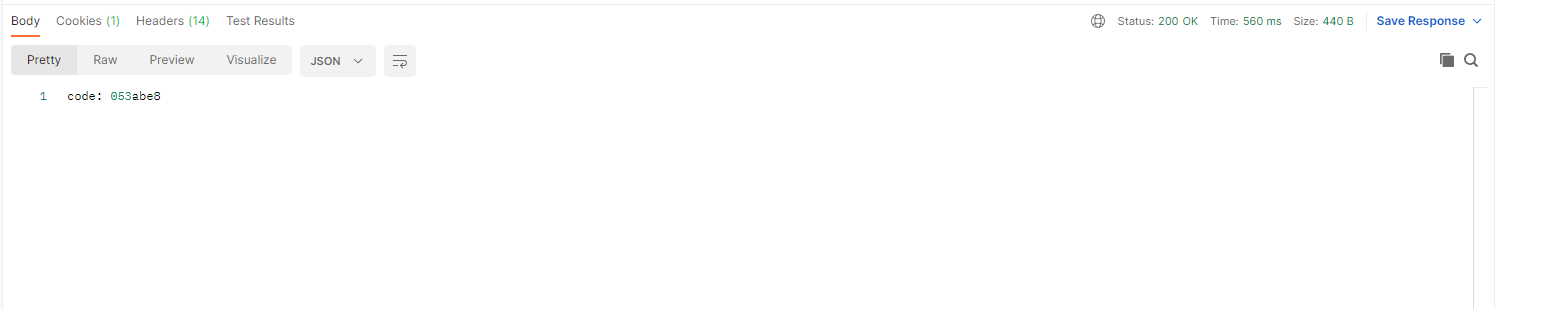 Body Cookies (1) Headers (14) Test Results Status: 200 OK Time: 560 ms Size: 440 B Save Response
Pretty Raw Preview Visualize JSON
1 code: 053abe8